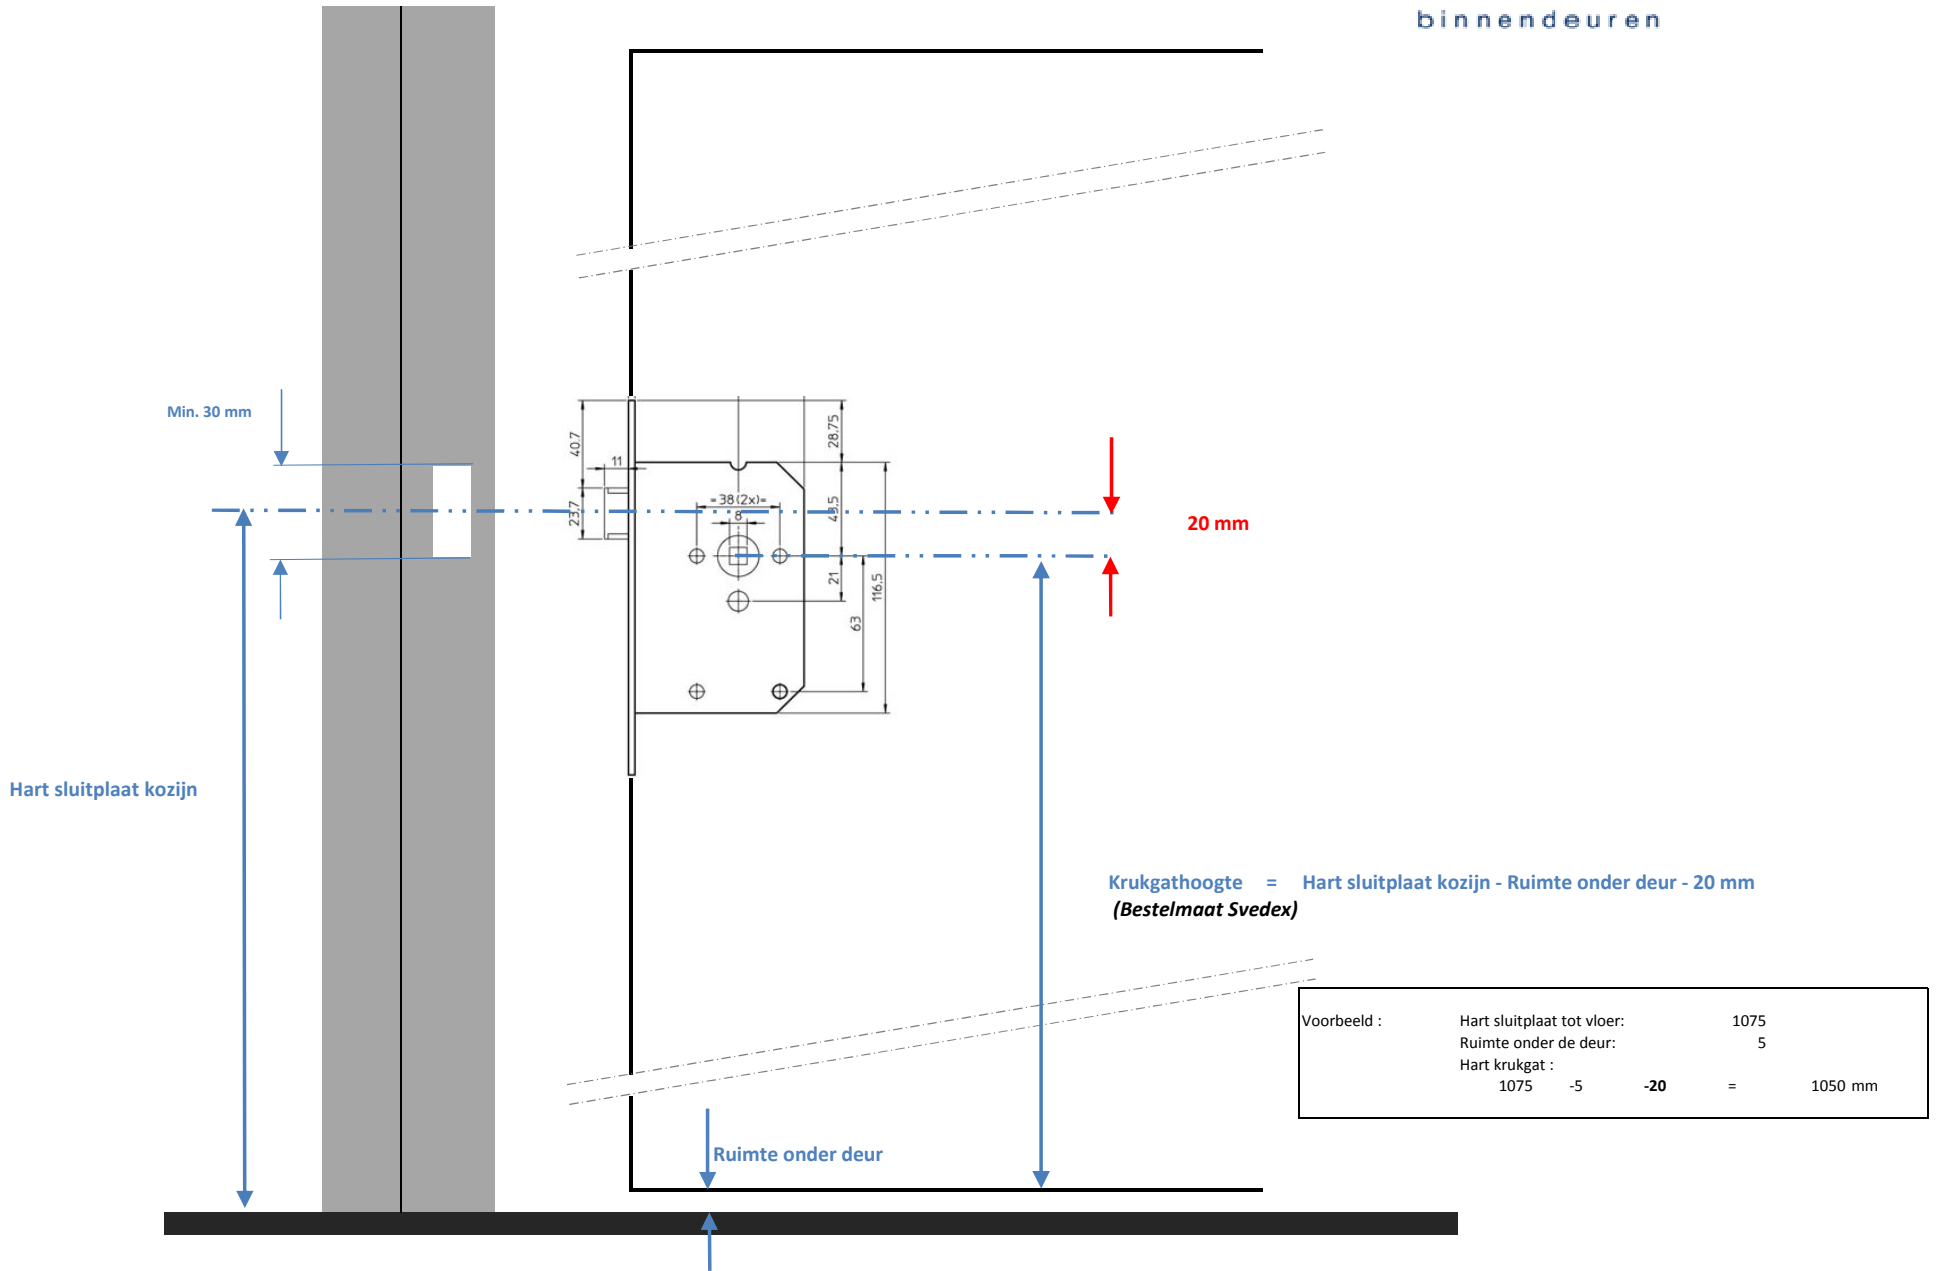 binnendeuren
Min. 30 mm
40.7
11
23.7
28.75
= 38(2x)=
8
43.5
21
116.5
63
20 mm
Hart sluitplaat kozijn
Krukgathoogte = Hart sluitplaat kozijn - Ruimte onder deur - 20 mm
(Bestelmaat Svedex)
Voorbeeld : Hart sluitplaat tot vloer: 1075
Ruimte onder de deur: 5
Hart krukgat :
1075 -5 -20 = 1050 mm
Ruimte onder deur